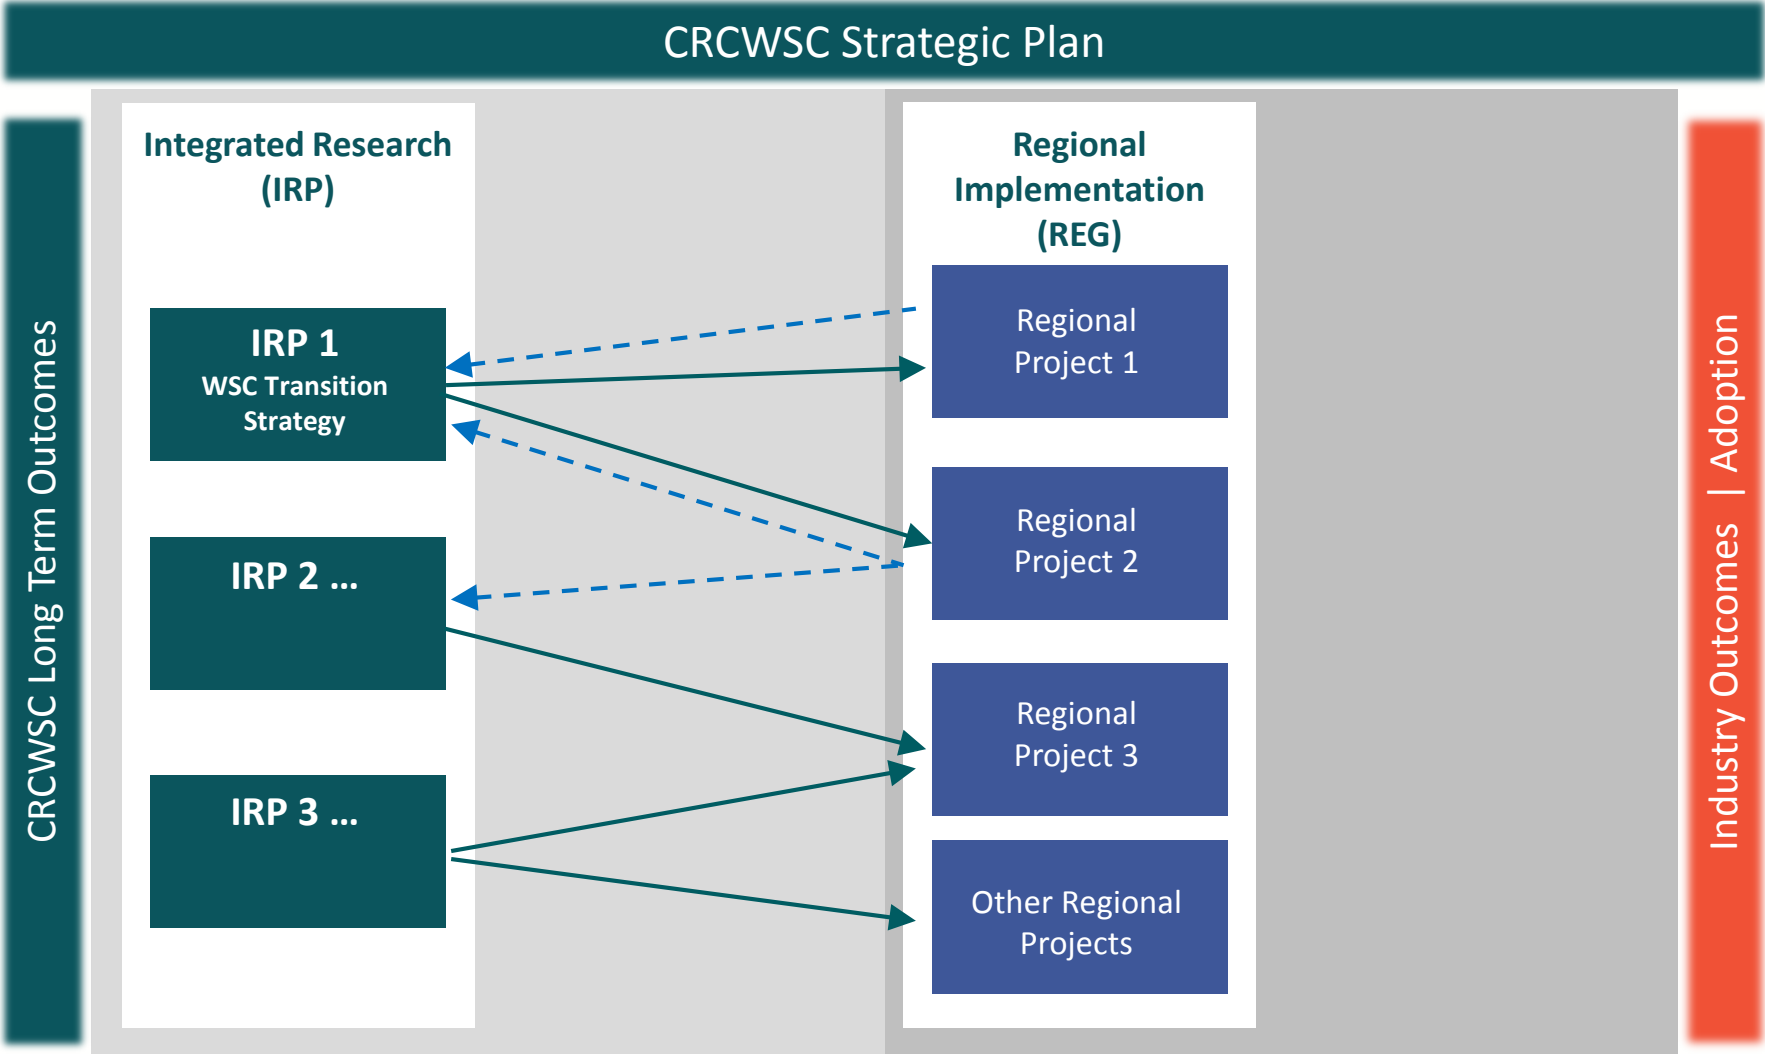 CRCWSC Strategic Plan
CRCWSC Long Term Outcomes
Integrated Research
(IRP)
IRP 1
WSC Transition
Strategy
IRP 2 ...
IRP 3 ...
Regional
Implementation
(REG)
Regional
Project 1
Regional
Project 2
Regional
Project 3
Other Regional
Projects
Industry Outcomes | Adoption